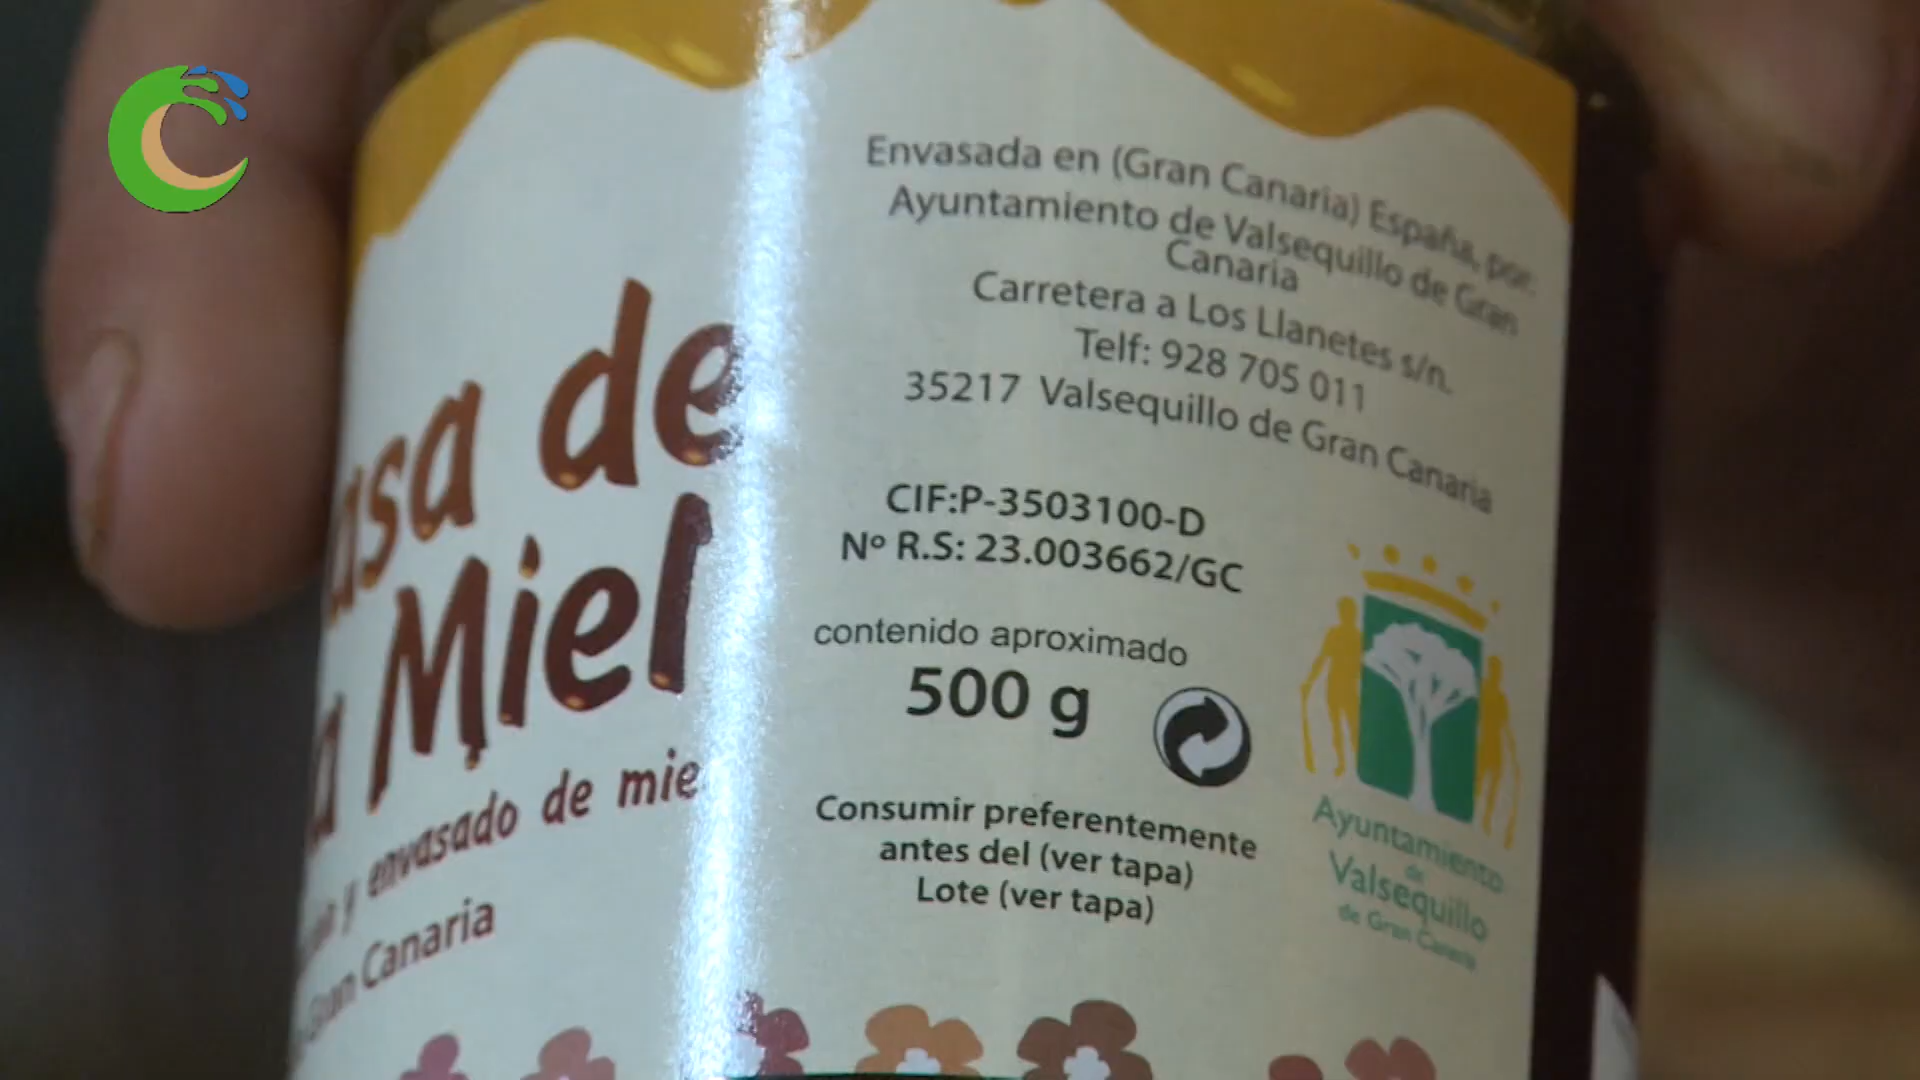 asa de
a Miel
y envasado de mie
Gran Canaria
Envasada en (Gran Canaria) España, por:
Ayuntamiento de Valsequillo de Gran
Canaria
Carretera a Los Llanetes s/n.
Telf: 928 705 011
35217 Valsequillo de Gran Canaria
CIF:P-3503100-D
Nº R.S: 23.003662/GC
contenido aproximado
500 g
Consumir preferentemente
antes del (ver tapa)
Lote (ver tapa)
Ayuntamiento
de
Valsequillo
de Gran Canaria